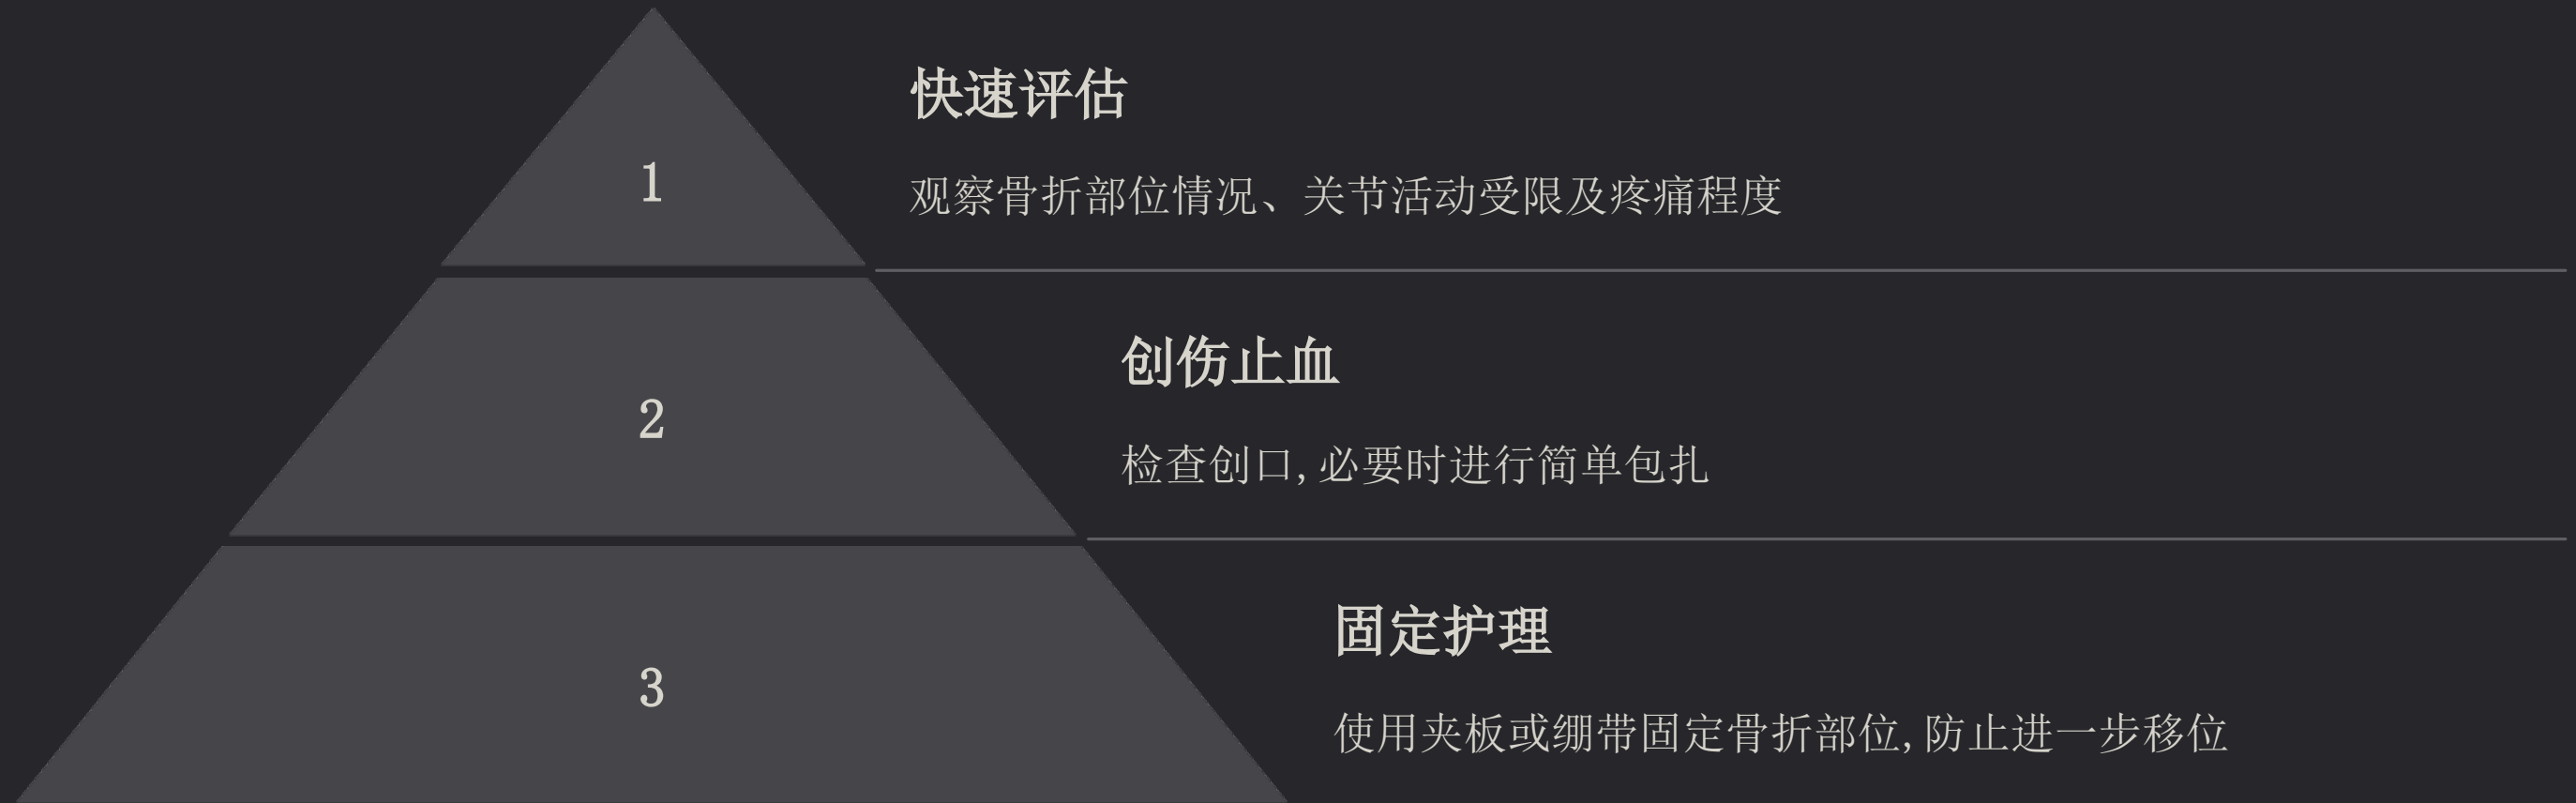 1
快速评估
观察骨折部位情况、关节活动受限及疼痛程度
2
创伤止血
检查创口,必要时进行简单包扎
3
固定护理
使用夹板或绷带固定骨折部位,防止进一步移位